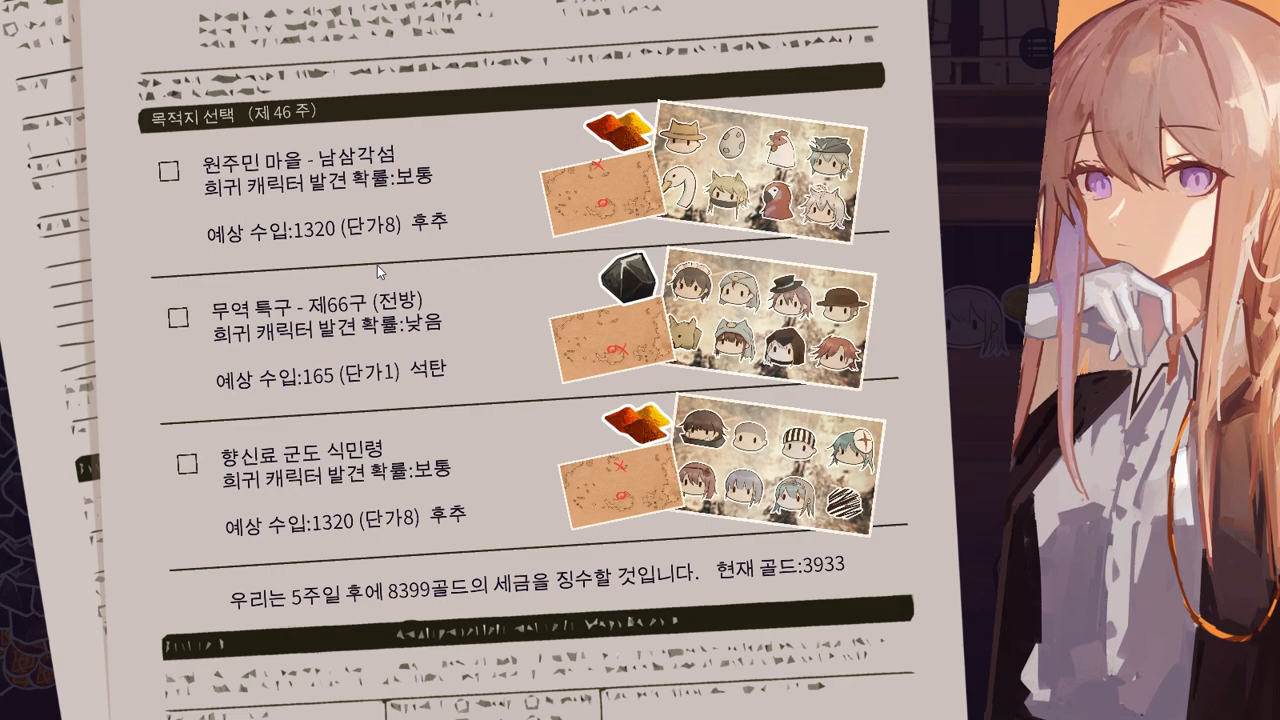 목적지 선택 (제 46 주)
원주민 마을 - 남삼각섬
희귀 캐릭터 발견 확률:보통
예상 수입:1320 (단가8) 후추
무역 특구 - 제66구 (전방)
희귀 캐릭터 발견 확률:낮음
예상 수입:165 (단가1) 석탄
향신료 군도 식민령
희귀 캐릭터 발견 확률:보통
예상 수입:1320 (단가8) 후추
우리는 5주일 후에 8399골드의 세금을 징수할 것입니다. 현재 골드:3933